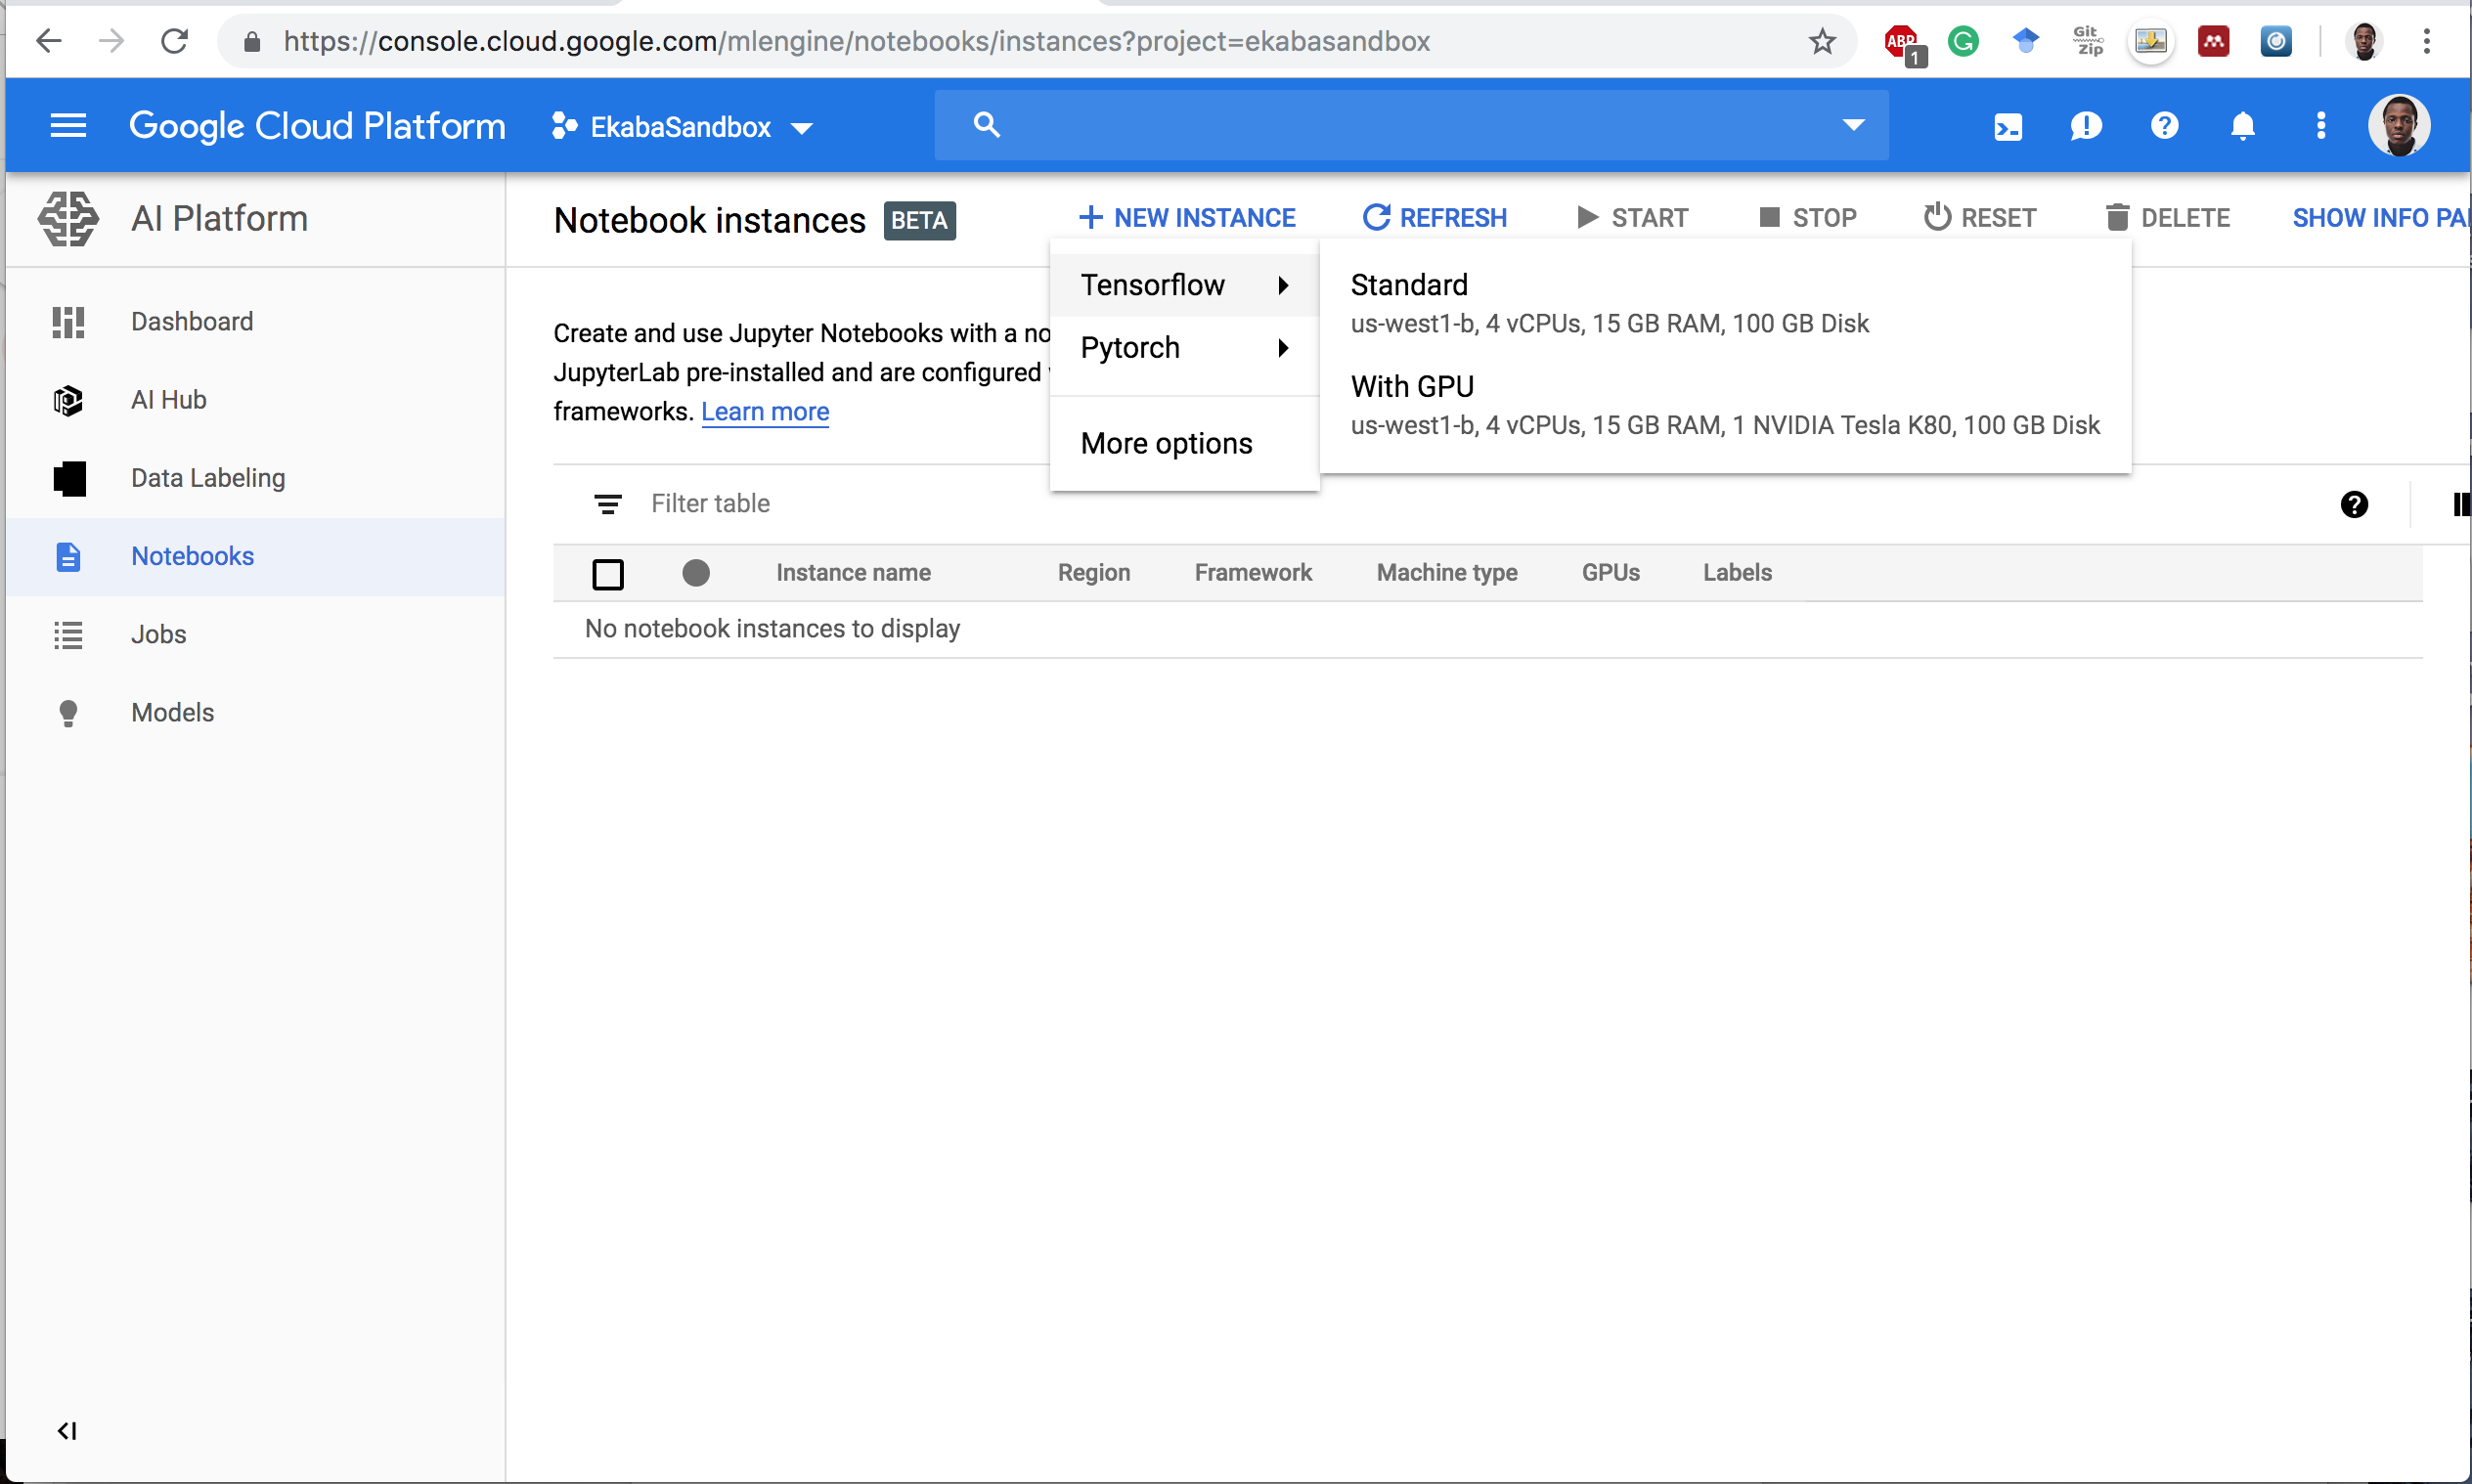 https://console.cloud.google.com/mlengine/notebooks/instances?project=ekabasandbox
ABP
1
G
Git
Zip
Google Cloud Platform
EkabaSandbox
AI Platform
Notebook instances BETA
NEW INSTANCE
REFRESH
START
STOP
RESET
DELETE
SHOW INFO PA
Dashboard
AI Hub
Data Labeling
Notebooks
Jobs
Models
Create and use Jupyter Notebooks with a no
JupyterLab pre-installed and are configured
frameworks. Learn more
Tensorflow
Pytorch
More options
Standard
us-west1-b, 4 vCPUs, 15 GB RAM, 100 GB Disk
With GPU
us-west1-b, 4 vCPUs, 15 GB RAM, 1 NVIDIA Tesla K80, 100 GB Disk
Filter table
Instance name Region Framework Machine type GPUs Labels
No notebook instances to display